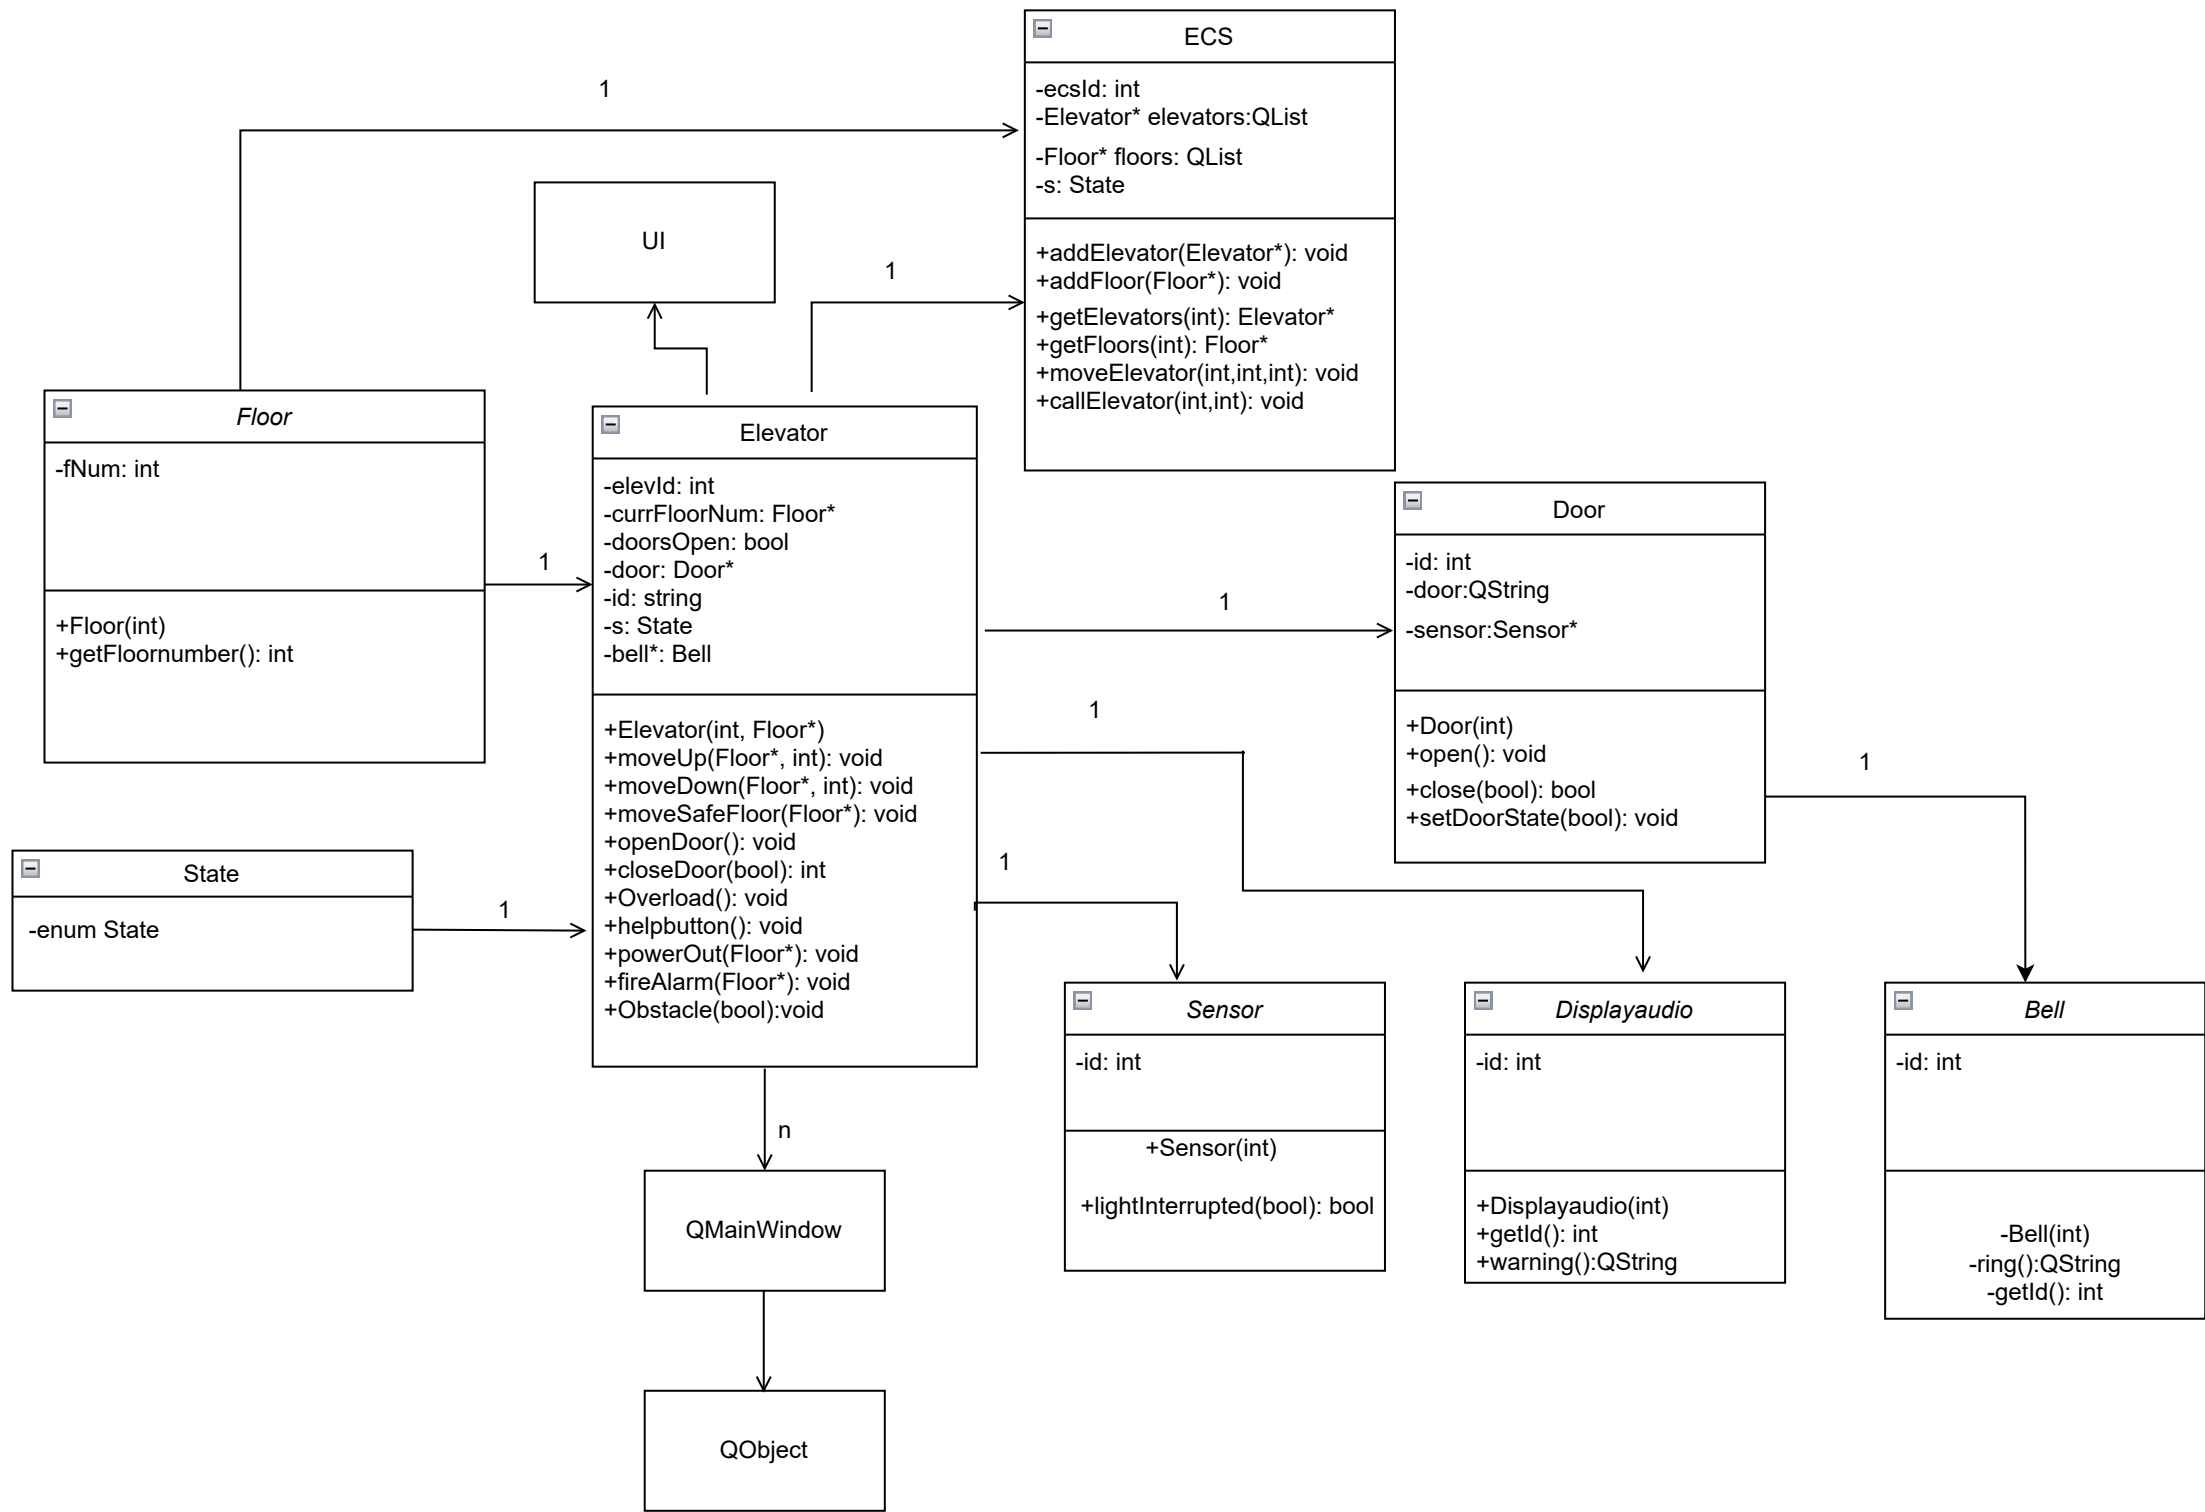 ECS
-ecsId: int
-Elevator* elevators:QList
-Floor* floors: QList
-s: State
+addElevator(Elevator*): void
+addFloor(Floor*): void
+getElevators(int): Elevator*
+getFloors(int): Floor*
+moveElevator(int,int,int): void
+callElevator(int,int): void
1
UI
1
Floor
-fNum: int
+Floor(int)
+getFloornumber(): int
1
Elevator
-elevId: int
-currFloorNum: Floor*
-doorsOpen: bool
-door: Door*
-id: string
-s: State
-bell*: Bell
+Elevator(int, Floor*)
+moveUp(Floor*, int): void
+moveDown(Floor*, int): void
+moveSafeFloor(Floor*): void
+openDoor(): void
+closeDoor(bool): int
+Overload(): void
+helpbutton(): void
+powerOut(Floor*): void
+fireAlarm(Floor*): void
+Obstacle(bool):void
1
Door
-id: int
-door:QString
-sensor:Sensor*
+Door(int)
+open(): void
+close(bool): bool
+setDoorState(bool): void
1
1
1
State
-enum State
1
Sensor
-id: int
+Sensor(int)
+lightInterrupted(bool): bool
Displayaudio
-id: int
+Displayaudio(int)
+getId(): int
+warning():QString
Bell
-id: int
-Bell(int)
-ring():QString
-getId(): int
n
QMainWindow
QObject